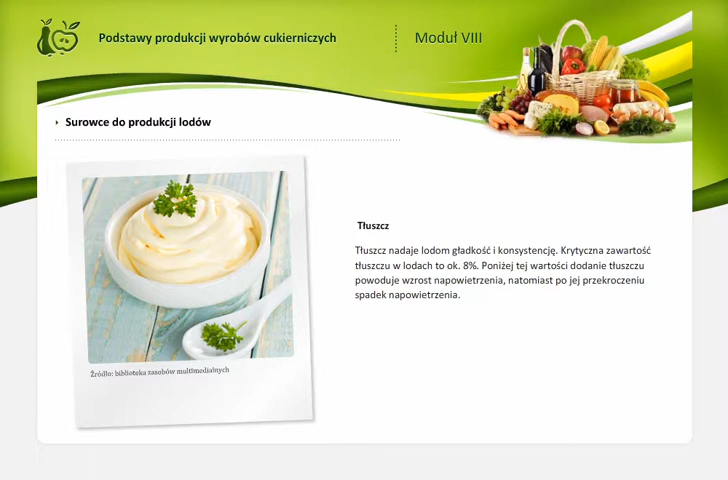 Podstawy produkcji wyrobów cukierniczych
Moduł VIII
Surowce do produkcji lodów
Tłuszcz
Tłuszcz nadaje lodom gładkość i konsystencję. Krytyczna zawartość
tłuszczu w lodach to ok. 8%. Poniżej tej wartości dodanie tłuszczu
powoduje wzrost napowietrzenia, natomiast po jej przekroczeniu
spadek napowietrzenia.
Źródło: biblioteka zasobów multimedialnych